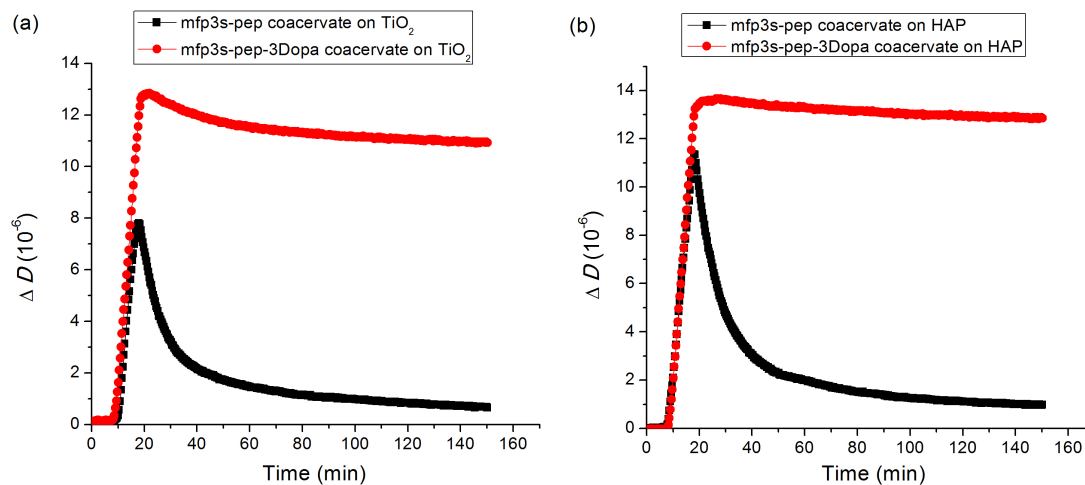 (a)
mfp3s-pep coacervate on TiO₂
mfp3s-pep-3Dopa coacervate on TiO₂
14
12
10
8
6
4
2
0
Δ D (10⁻⁶)
0 20 40 60 80 100 120 140 160
Time (min)
(b)
mfp3s-pep coacervate on HAP
mfp3s-pep-3Dopa coacervate on HAP
14
12
10
8
6
4
2
0
Δ D (10⁻⁶)
0 20 40 60 80 100 120 140 160
Time (min)